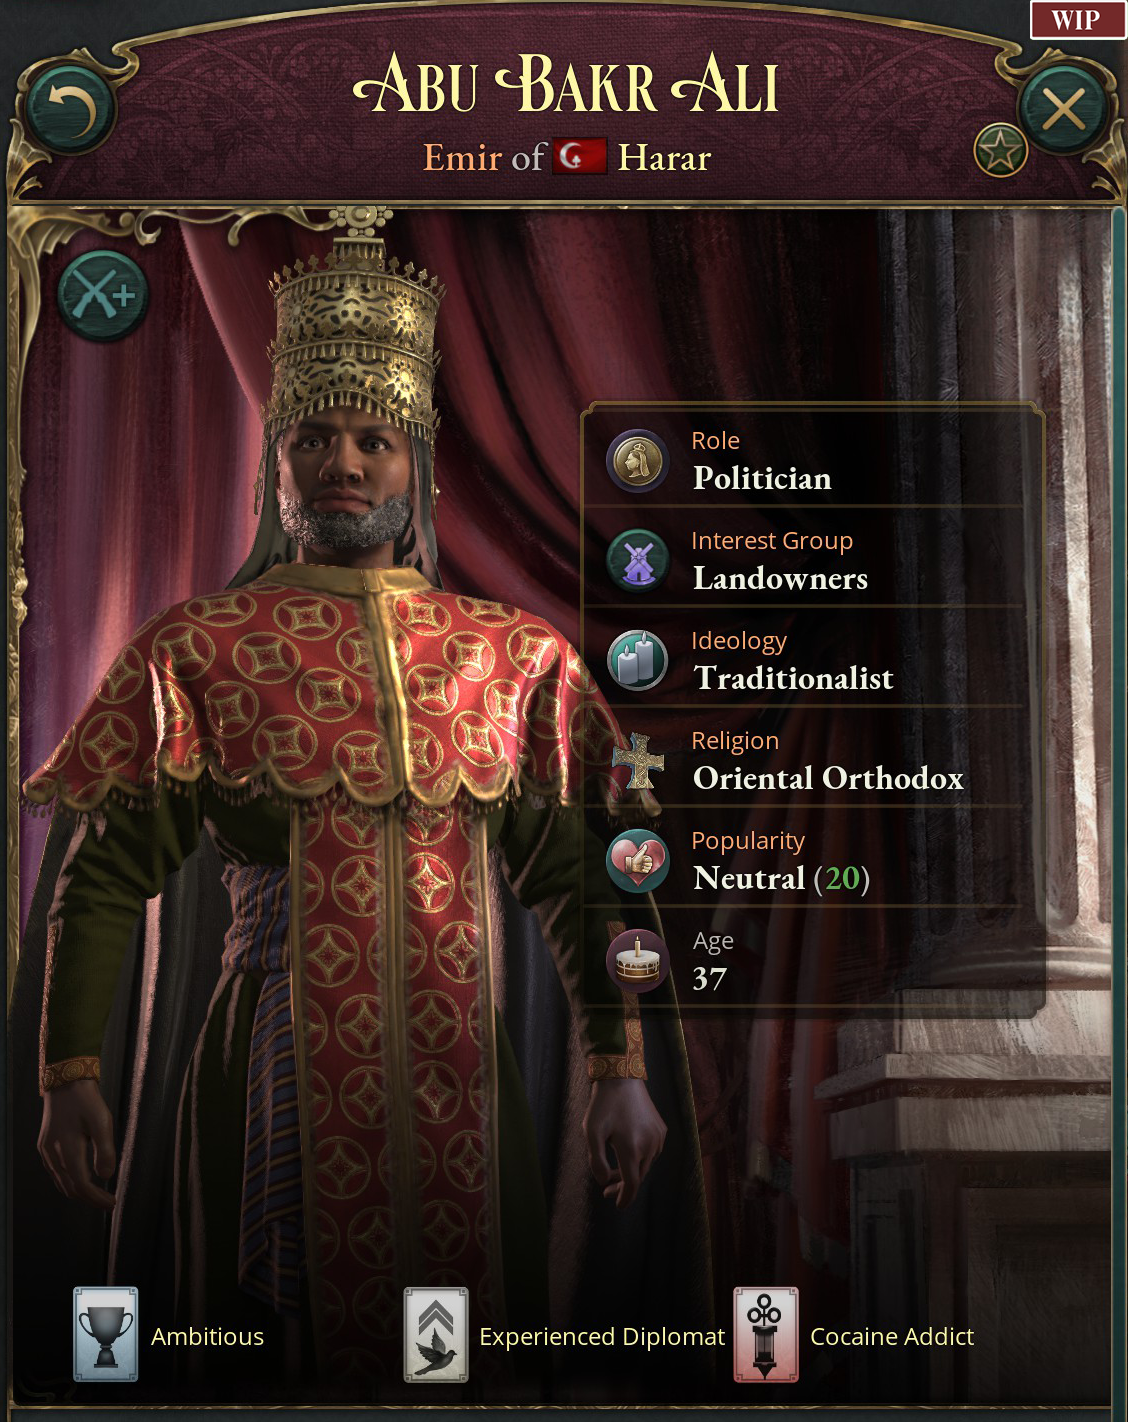 WIP
Abu Bakr Ali
Emir of Harar
Role
Politician
Interest Group
Landowners
Ideology
Traditionalist
Religion
Oriental Orthodox
Popularity
Neutral (20)
Age
37
Ambitious
Experienced Diplomat
Cocaine Addict